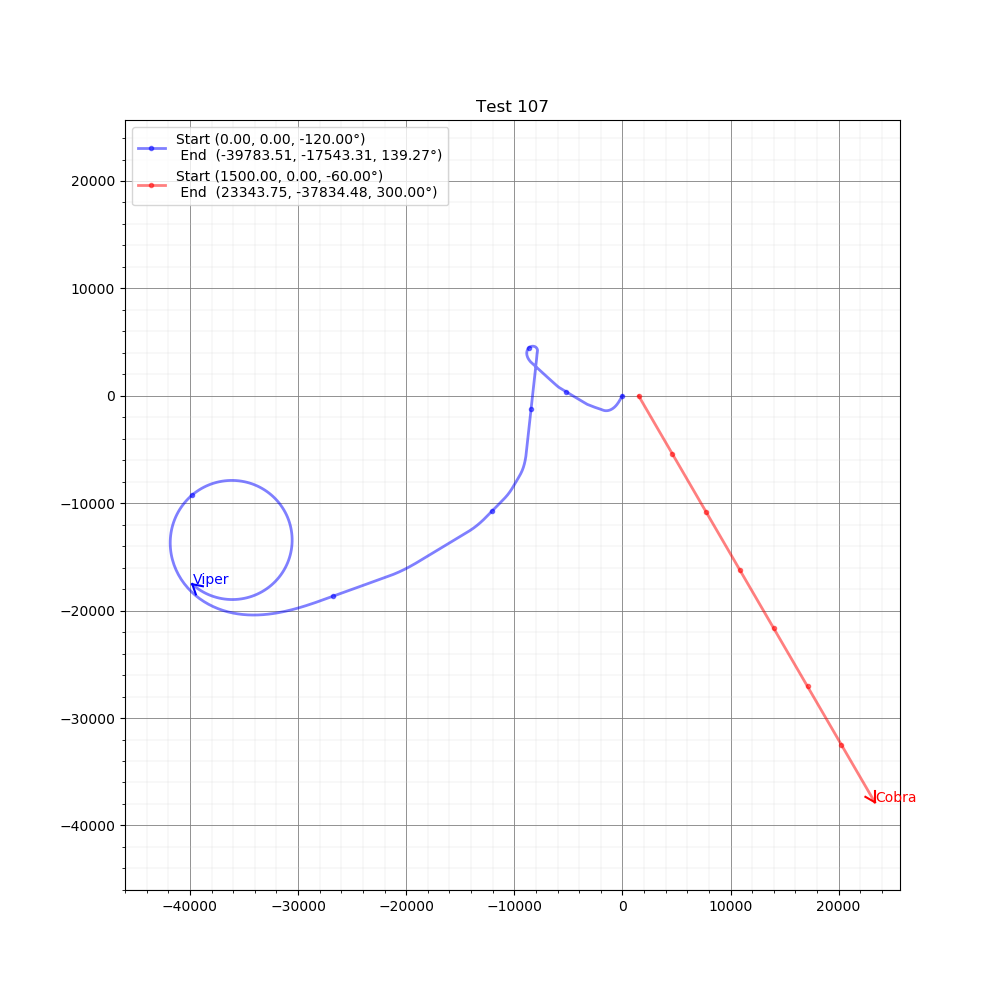 Test 107
Start (0.00, 0.00, -120.00°)
End  (-39783.51, -17543.31, 139.27°)
Start (1500.00, 0.00, -60.00°)
End  (23343.75, -37834.48, 300.00°)
20000
10000
0
−10000
−20000
−30000
−40000
Viper
Cobra
−40000 −30000 −20000 −10000 0 10000 20000